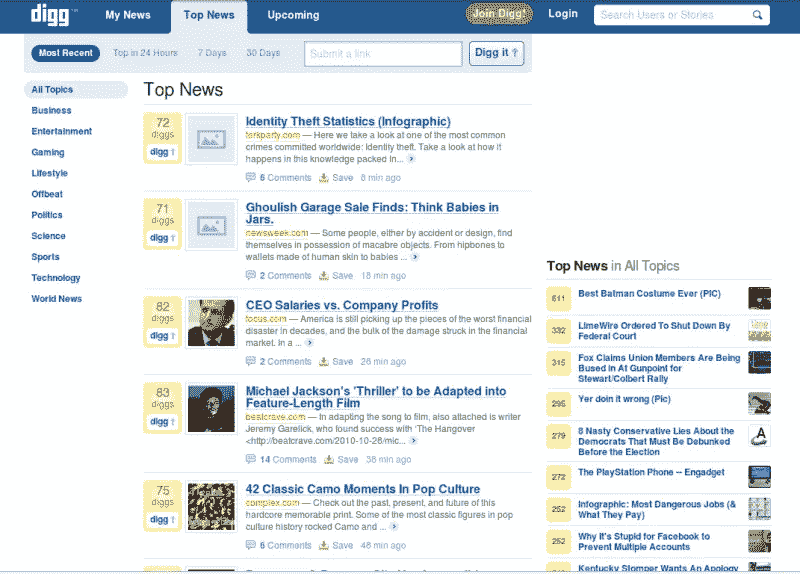 digg
My News
Top News
Upcoming
Join Digg!
Login
Search Users or Stories
Most Recent
Top in 24 Hours
7 Days
30 Days
Submit a link
Digg it
All Topics
Business
Entertainment
Gaming
Lifestyle
Offbeat
Politics
Science
Sports
Technology
World News
Top News
72
diggs
digg
Identity Theft Statistics (Infographic)
— Here we take a look at one of the most common
crimes committed worldwide: Identity theft. Take a look at how it
happens in this knowledge packed In...
6 Comments Save 8 min ago
71
diggs
digg
Ghoulish Garage Sale Finds: Think Babies in
Jars.
newsweek.com — Some people, either by accident or design, find
themselves in possession of macabre objects. From hipbones to
wallets made of human skin to babies ...
2 Comments Save 18 min ago
82
diggs
digg
CEO Salaries vs. Company Profits
focus.com — America is still picking up the pieces of the worst financial
disaster in decades, and the bulk of the damage struck in the financial
market. In a ...
2 Comments Save 26 min ago
83
diggs
digg
Michael Jackson's 'Thriller' to be Adapted into
Feature-Length Film
beatcrave.com — In adapting the song to film, also attached is writer
Jeremy Garelick, who found success with 'The Hangover
<http://beatcrave.com/2010-10-28/mic...
14 Comments Save 38 min ago
75
diggs
digg
42 Classic Camo Moments In Pop Culture
complex.com — Check out the past, present, and future of this
hardcore memorable print. Some of the most classic figures in pop
culture history rocked Camo and ...
6 Comments Save 48 min ago
Top News in All Topics
611
Best Batman Costume Ever (PIC)
332
LimeWire Ordered To Shut Down By
Federal Court
315
Fox Claims Union Members Are Being
Bused in At Gunpoint for
Stewart/Colbert Rally
295
Yer doin it wrong (Pic)
279
8 Nasty Conservative Lies About the
Democrats That Must Be Debunked
Before the Election
272
The PlayStation Phone -- Engadget
252
Infographic: Most Dangerous Jobs (&
What They Pay)
252
Why It's Stupid for Facebook to
Prevent Multiple Accounts
Kentucky Stomper Wants An Apology